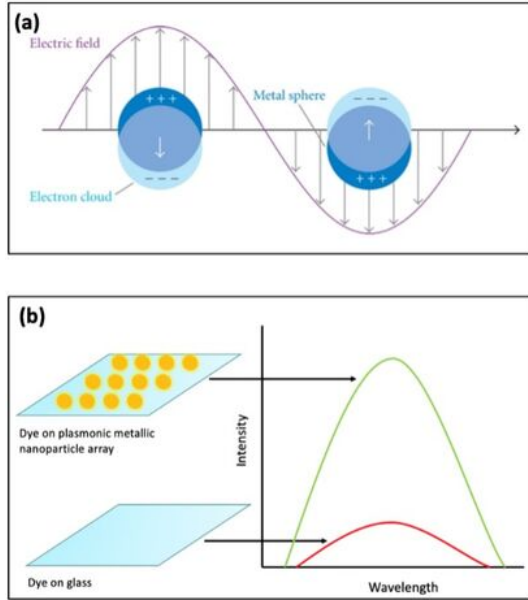 (a)
Electric field
+ + +
Metal sphere
− − −
− − −
+ + +
Electron cloud
(b)
Dye on plasmonic metallic
nanoparticle array
Intensity
Dye on glass
Wavelength